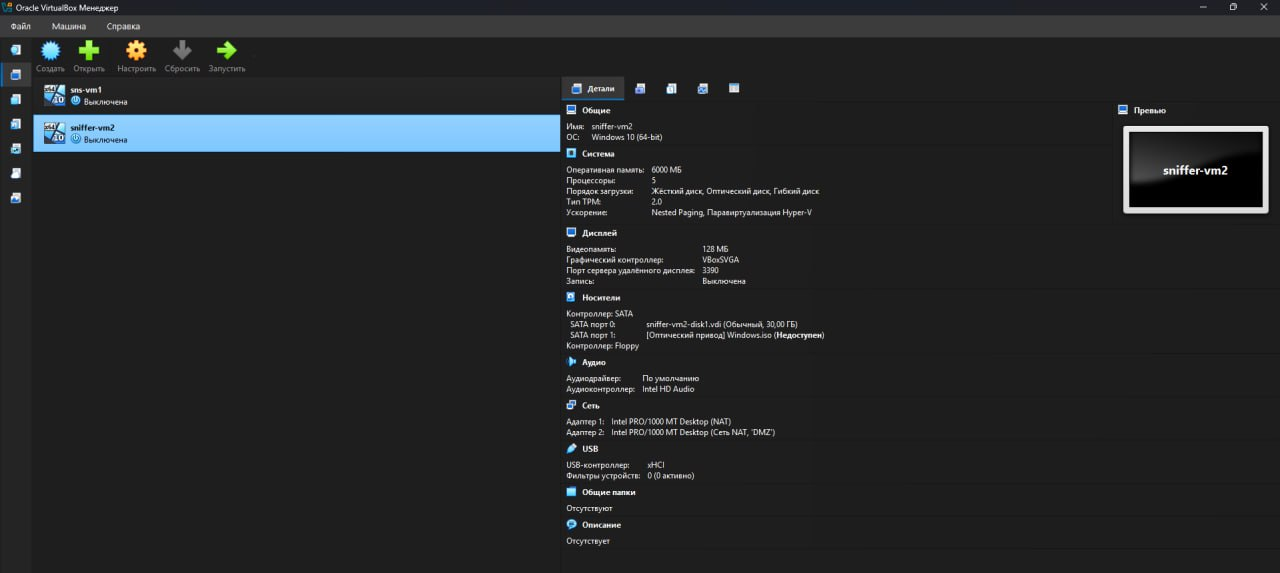 Oracle VirtualBox Менеджер
Файл Машина Справка
Создать Открыть Настроить Сбросить Запустить
sns-vm1
Выключена
sniffer-vm2
Выключена
Детали
Общие
Имя: sniffer-vm2
ОС: Windows 10 (64-bit)
Система
Оперативная память: 6000 МБ
Процессоры: 5
Порядок загрузки: Жёсткий диск, Оптический диск, Гибкий диск
Тип TPM: 2.0
Ускорение: Nested Paging, Паравиртуализация Hyper-V
Дисплей
Видеопамять: 128 МБ
Графический контроллер: VBoxSVGA
Порт сервера удалённого дисплея: 3390
Запись: Выключена
Носители
Контроллер: SATA
SATA порт 0: sniffer-vm2-disk1.vdi (Обычный, 30,00 ГБ)
SATA порт 1: [Оптический привод] Windows.iso (Недоступен)
Контроллер: Floppy
Аудио
Аудиодрайвер: По умолчанию
Аудиоконтроллер: Intel HD Audio
Сеть
Адаптер 1: Intel PRO/1000 MT Desktop (NAT)
Адаптер 2: Intel PRO/1000 MT Desktop (Сеть NAT, 'DMZ')
USB
USB-контроллер: xHCI
Фильтры устройств: 0 (0 активно)
Общие папки
Отсутствуют
Описание
Отсутствует
Превью
sniffer-vm2